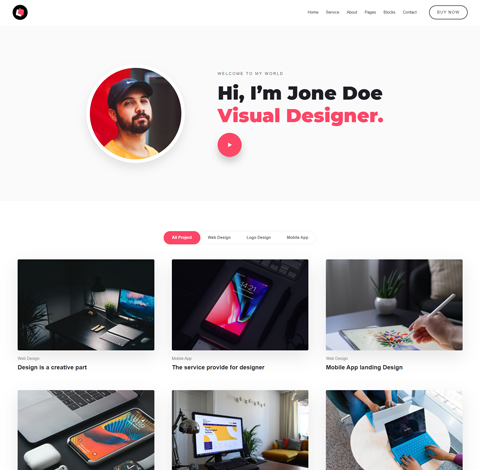 Home Service About Pages Blocks Contact BUY NOW
WELCOME TO MY WORLD
Hi, I’m Jone Doe
Visual Designer.
All Project Web Design Logo Design Mobile App
14:21
Web Design Mobile App Web Design
Design is a creative part The service provide for designer Mobile App landing Design